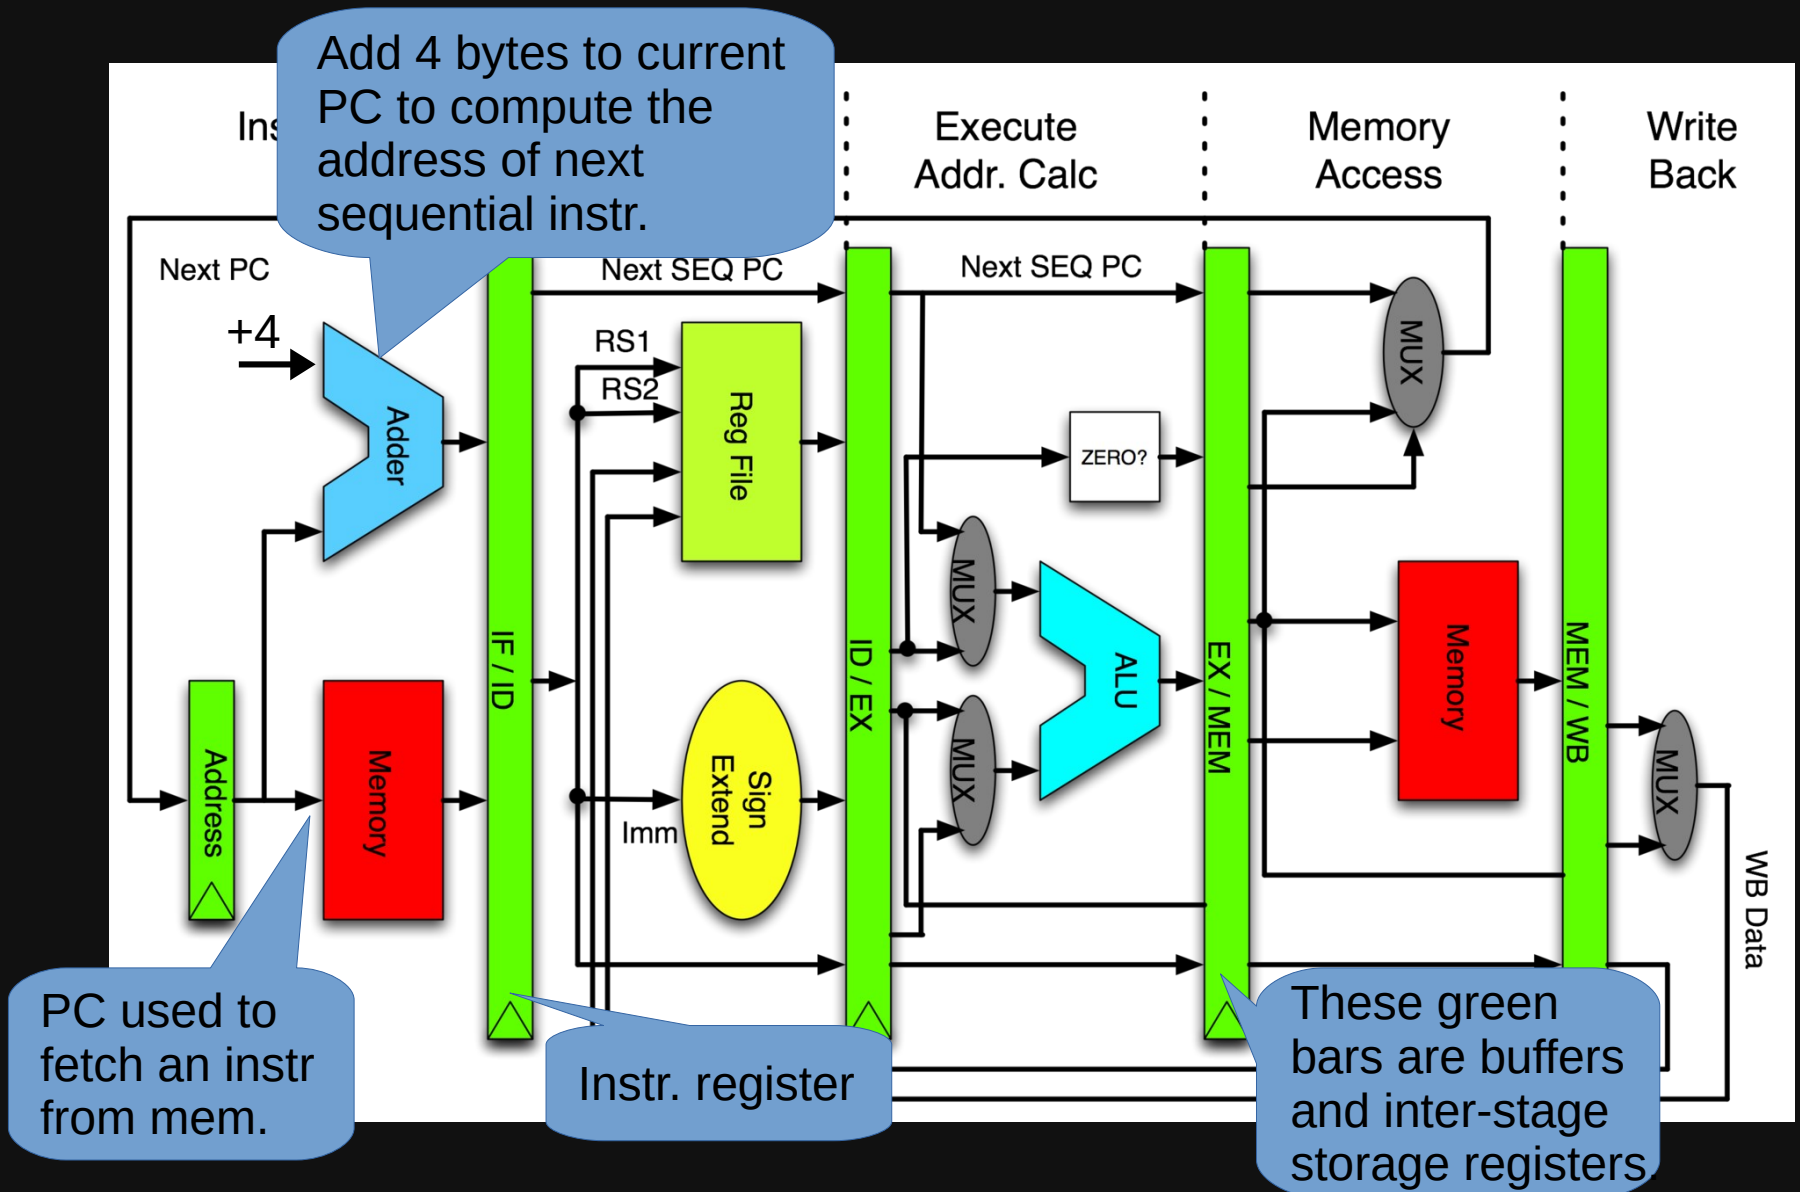 Add 4 bytes to current
PC to compute the
address of next
sequential instr.
Ins
Execute
Addr. Calc
Memory
Access
Write
Back
Next PC
Next SEQ PC
Next SEQ PC
+4
RS1
RS2
Adder
Reg File
ZERO?
MUX
MUX
MUX
MUX
ALU
IF / ID
ID / EX
EX / MEM
MEM / WB
Address
Memory
Sign
Extend
Imm
Memory
WB Data
PC used to
fetch an instr
from mem.
Instr. register
These green
bars are buffers
and inter-stage
storage registers.